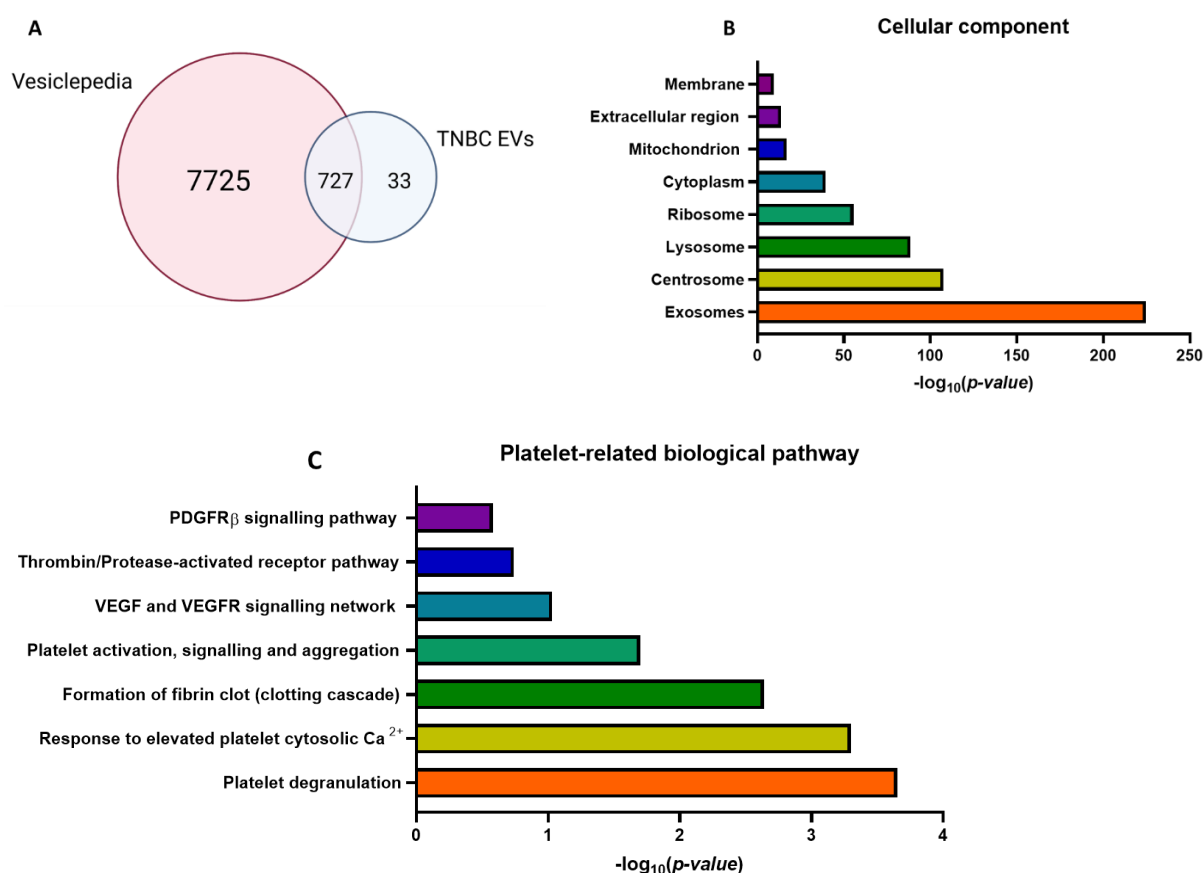 A
Vesiclepedia
TNBC EVs
7725
727
33
B
Cellular component
Membrane
Extracellular region
Mitochondrion
Cytoplasm
Ribosome
Lysosome
Centrosome
Exosomes
0 50 100 150 200 250
-log₁₀(p-value)
C
Platelet-related biological pathway
PDGFRβ signalling pathway
Thrombin/Protease-activated receptor pathway
VEGF and VEGFR signalling network
Platelet activation, signalling and aggregation
Formation of fibrin clot (clotting cascade)
Response to elevated platelet cytosolic Ca²⁺
Platelet degranulation
0 1 2 3 4
-log₁₀(p-value)